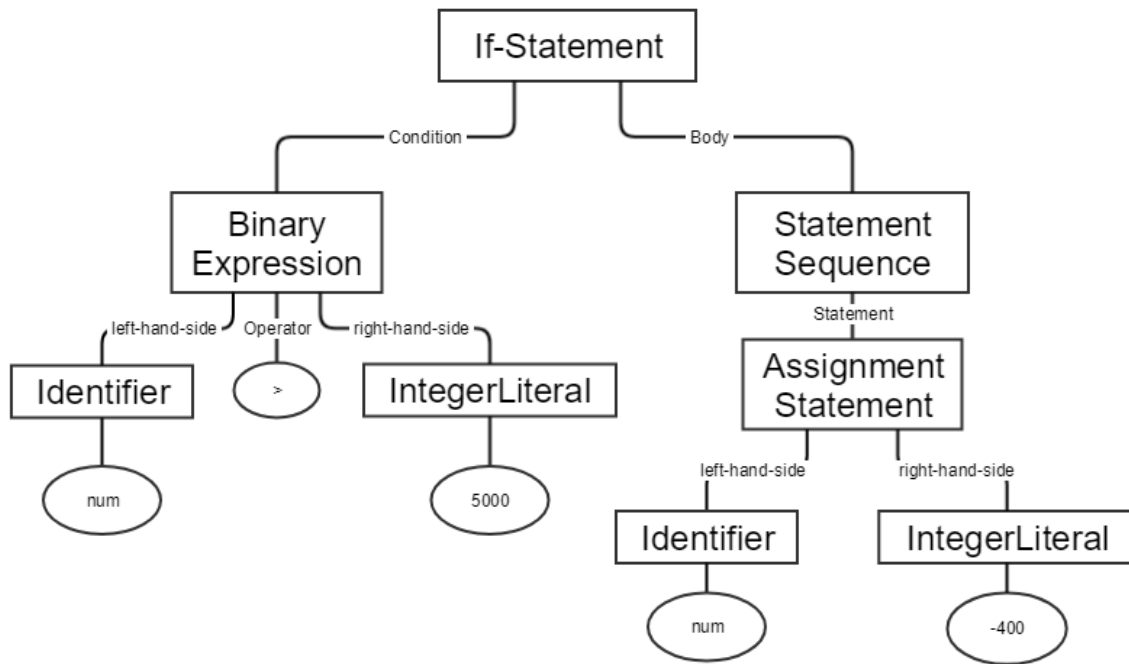 If-Statement
Condition
Body
Binary
Expression
Statement
Sequence
left-hand-side
Operator
right-hand-side
Statement
Identifier
>
IntegerLiteral
Assignment
Statement
num
5000
left-hand-side
right-hand-side
Identifier
IntegerLiteral
num
-400